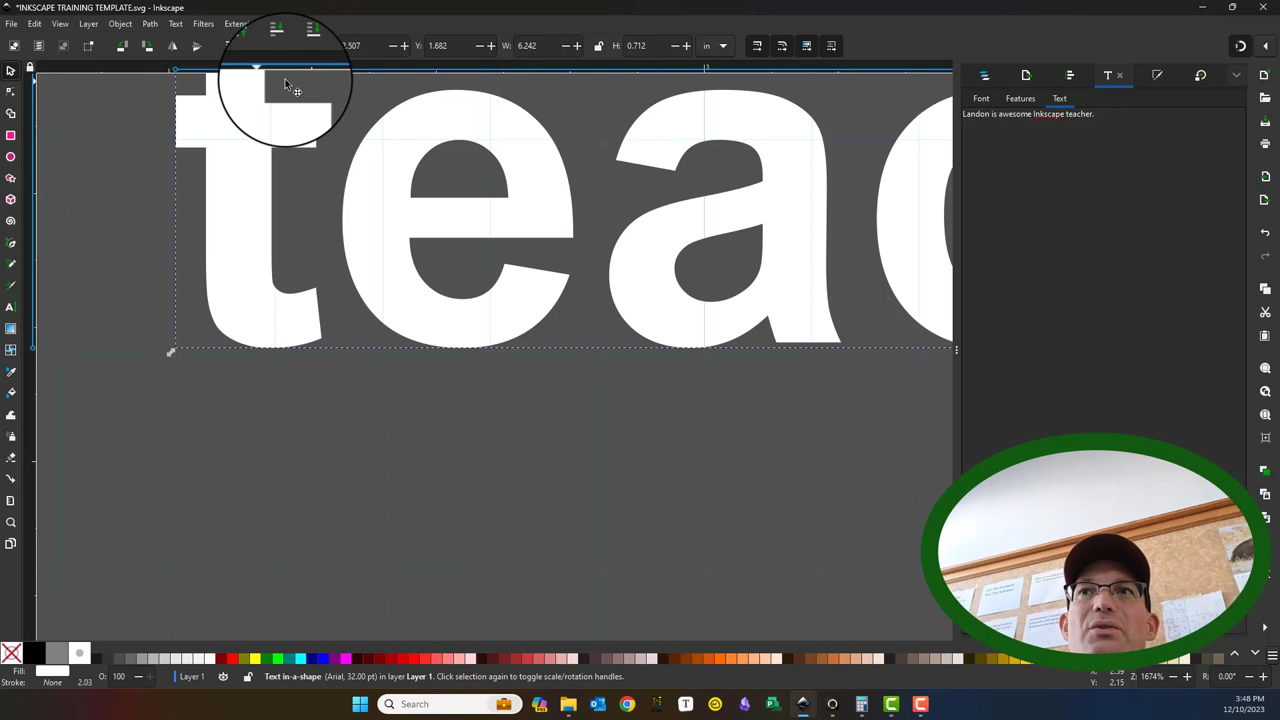 *INKSCAPE TRAINING TEMPLATE.svg - Inkscape
File Edit View Layer Object Path Text Filters
Y: 1.682 W: 6.242 H: 0.712 in
Font Features Text
Landon is awesome Inkscape teacher.
tea
Fill:
Stroke: None 2.03
O: 100
Layer 1
Text in-a-shape (Arial, 32.00 pt) in layer Layer 1. Click selection again to toggle scale/rotation handles.
Y: 2.15
Z: 1674%
R: 0.00°
Search
3:48 PM
12/10/2023